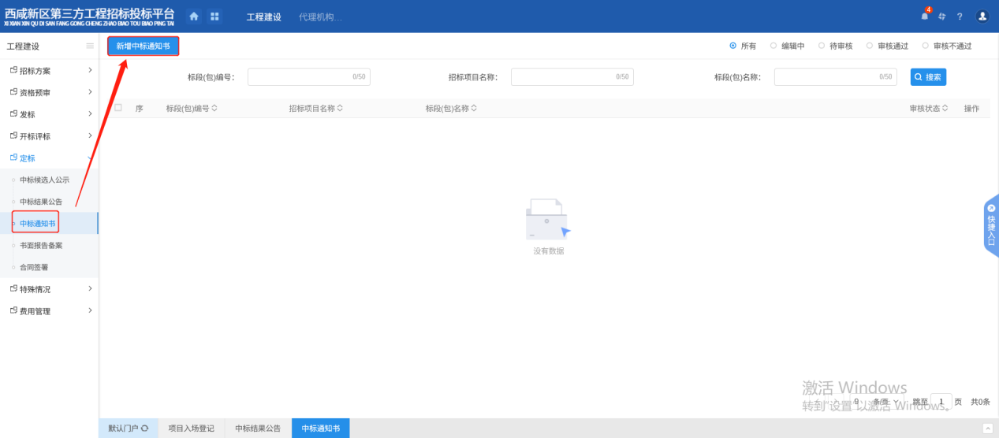 西咸新区第三方工程招标投标平台
XI XIAN XIN QU DI SAN FANG GONG CHENG ZHAO BIAO TOU BIAO PING TAI
工程建设
代理机构...
4
?
工程建设
新增中标通知书
所有
编辑中
待审核
审核通过
审核不通过
招标方案
资格预审
发标
开标评标
定标
中标候选人公示
中标结果公告
中标通知书
书面报告备案
合同签署
特殊情况
费用管理
标段(包)编号：
0/50
招标项目名称：
0/50
标段(包)名称：
0/50
搜索
序
标段(包)编号
招标项目名称
标段(包)名称
审核状态
操作
没有数据
快捷入口
激活 Windows
转到"设置"以激活 Windows。
9 条/页
跳至 1 页 共0条
默认门户
项目入场登记
中标结果公告
中标通知书